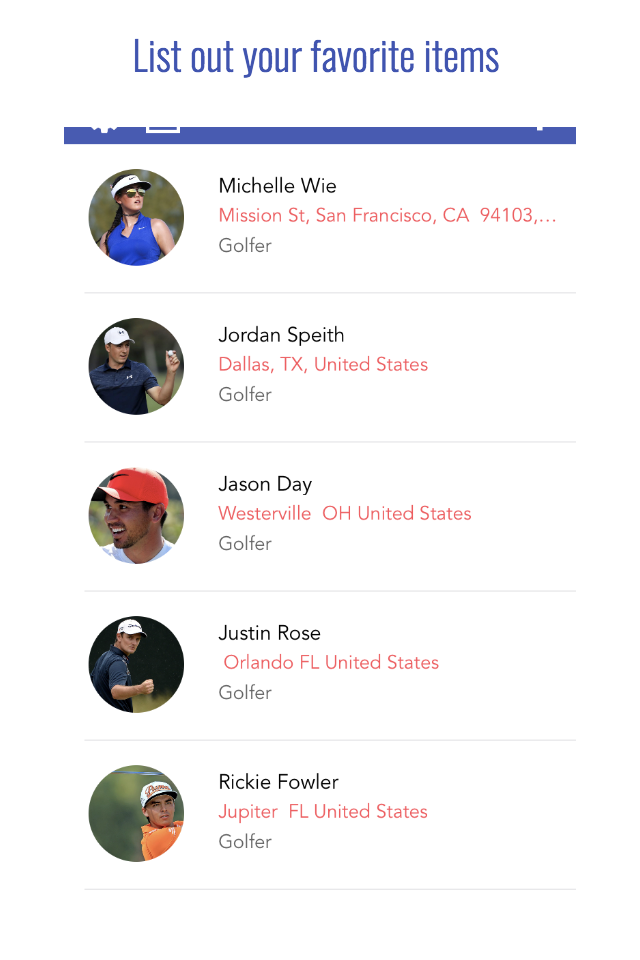 List out your favorite items
Michelle Wie
Mission St, San Francisco, CA  94103,...
Golfer
Jordan Speith
Dallas, TX, United States
Golfer
Jason Day
Westerville  OH United States
Golfer
Justin Rose
Orlando FL United States
Golfer
Rickie Fowler
Jupiter  FL United States
Golfer